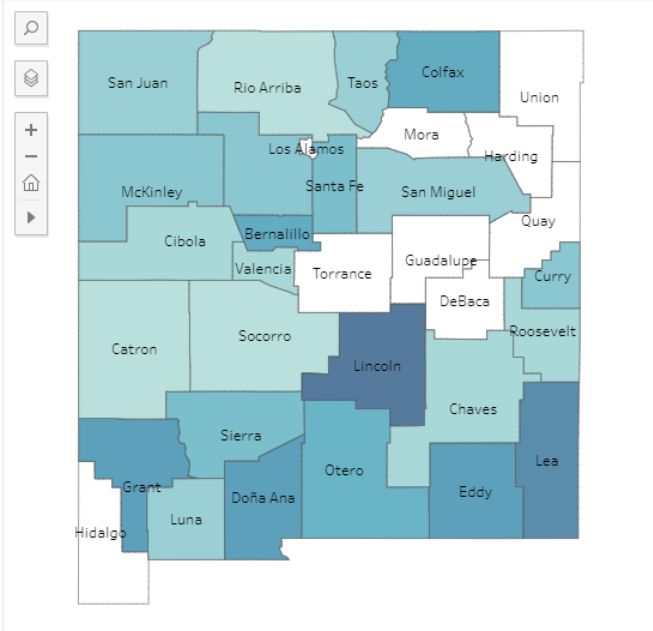 San Juan
Rio Arriba
Taos
Colfax
Union
Mora
Harding
Los Alamos
McKinley
Santa Fe
San Miguel
Quay
Bernalillo
Cibola
Valencia
Torrance
Guadalupe
Curry
DeBaca
Roosevelt
Catron
Socorro
Lincoln
Chaves
Sierra
Lea
Otero
Eddy
Grant
Doña Ana
Luna
Hidalgo